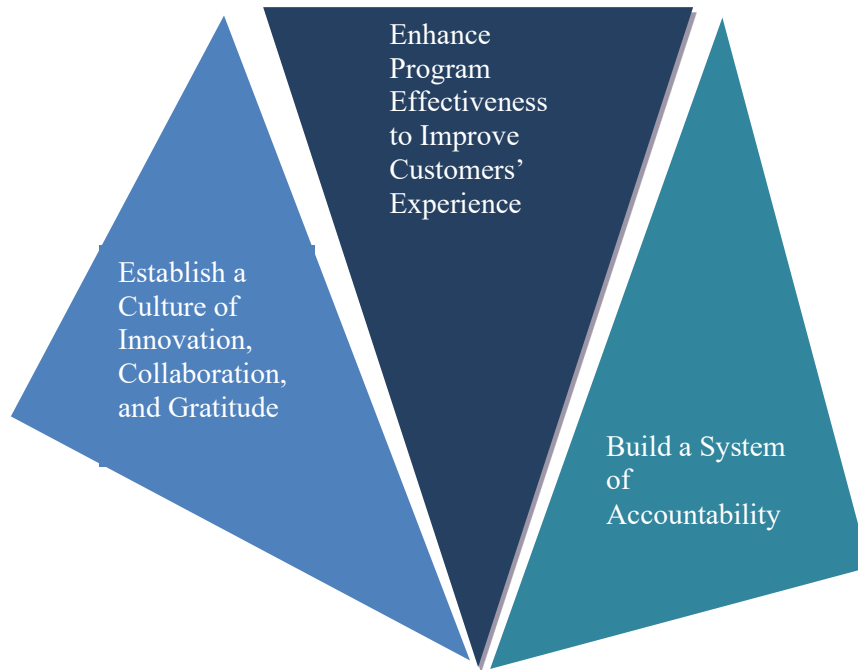 Enhance
Program
Effectiveness
to Improve
Customers’
Experience
Establish a
Culture of
Innovation,
Collaboration,
and Gratitude
Build a System
of
Accountability